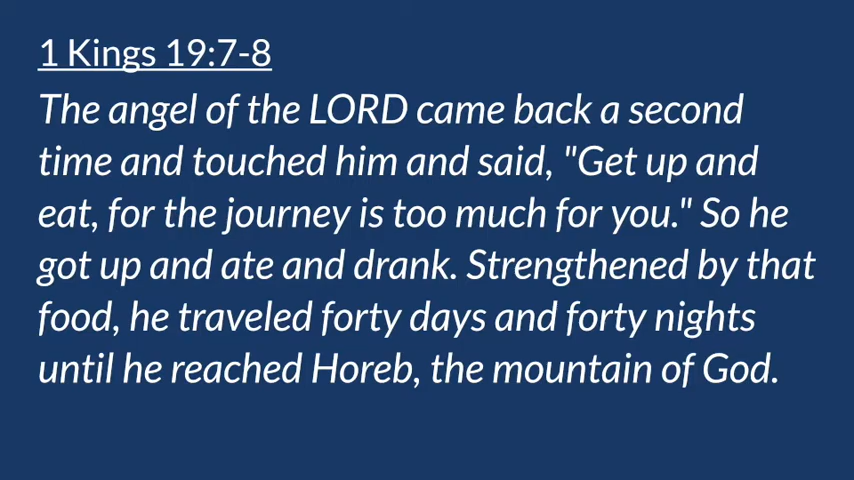 1 Kings 19:7-8
The angel of the LORD came back a second
time and touched him and said, "Get up and
eat, for the journey is too much for you." So he
got up and ate and drank. Strengthened by that
food, he traveled forty days and forty nights
until he reached Horeb, the mountain of God.